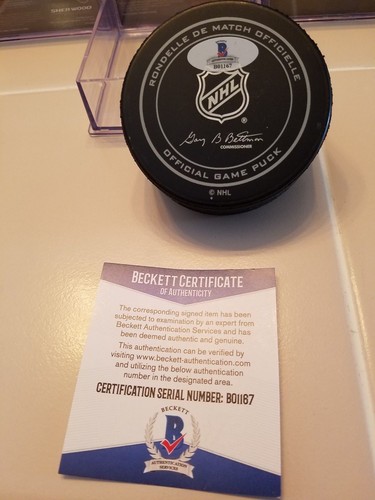 RONDELLE DE MATCH OFFICIELLE
B
B01187
NHL
®
Gary B Bettman
COMMISSIONER
OFFICIAL GAME PUCK
© NHL
BECKETT CERTIFICATE
OF AUTHENTICITY
The corresponding signed item has been
subjected to examination by an expert from
Beckett Authentication Services and has
been deemed authentic and genuine.
This authentication can be verified by
visiting www.beckett-authentication.com
and utilizing the below authentication
number in the designated area.
CERTIFICATION SERIAL NUMBER: B01187
BECKETT
B
AUTHENTICATION
SERVICES